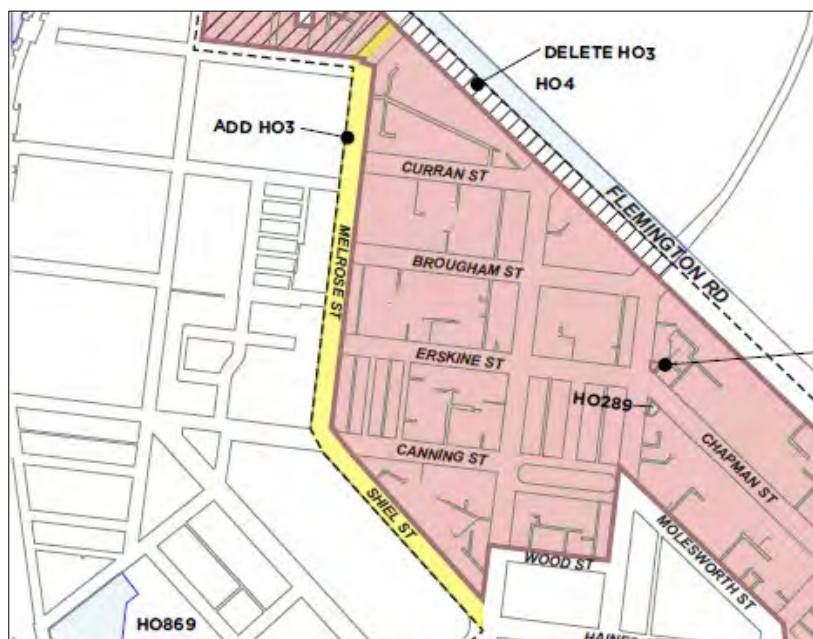 DELETE HO3
HO4
ADD HO3
CURRAN ST
FLEMINGTON RD
MELROSE ST
BROUGHAM ST
ERSKINE ST
HO289
CHAPMAN ST
CANNING ST
SHIEL ST
MOLESWORTH ST
WOOD ST
HO869